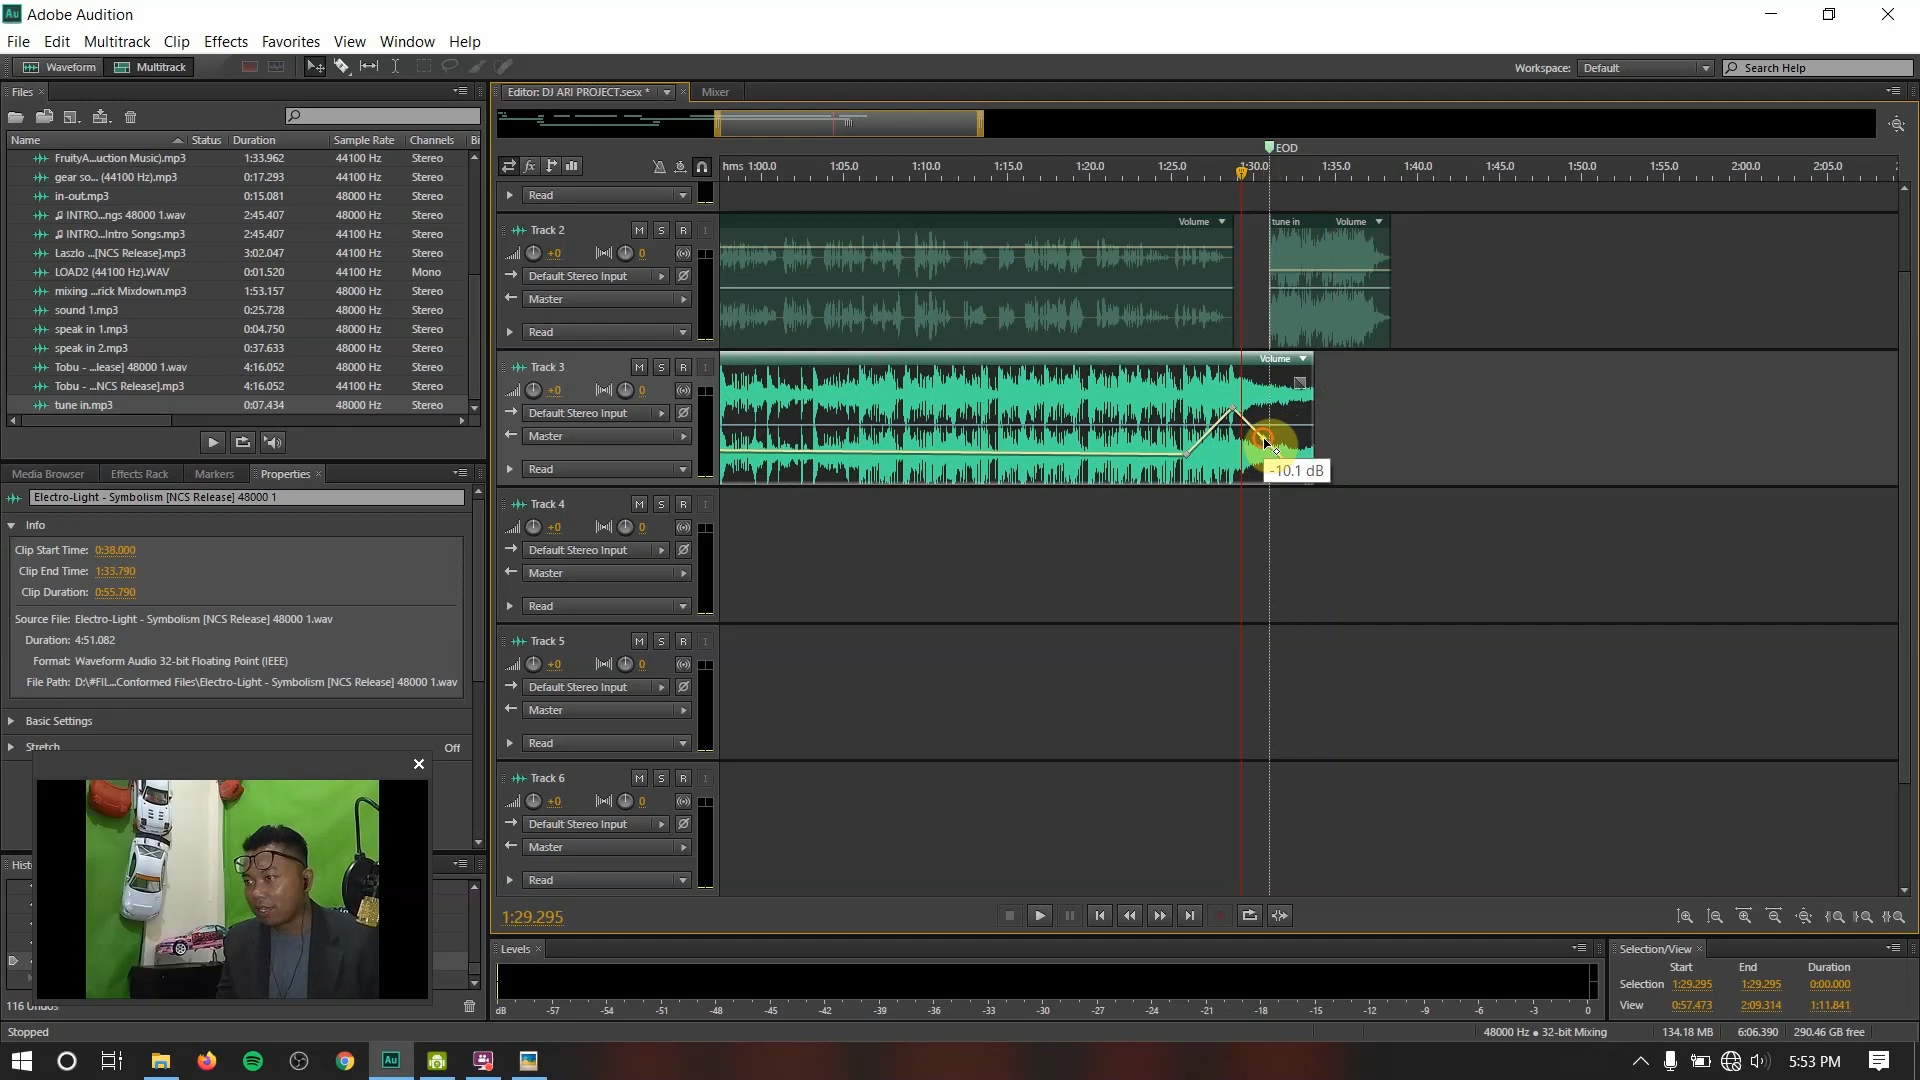 Adobe Audition
File Edit Multitrack Clip Effects Favorites View Window Help
Waveform Multitrack Workspace: Default Search Help
Files
Name Status Duration Sample Rate Channels Bi
FruityA...uction Music).mp3 1:33.962 44100 Hz Stereo
gear so... (44100 Hz).mp3 0:17.293 44100 Hz Stereo
in-out.mp3 0:15.081 48000 Hz Stereo
♫ INTRO...ngs 48000 1.wav 2:45.407 48000 Hz Stereo
♫ INTRO...Intro Songs.mp3 2:45.407 48000 Hz Stereo
Laszlo ...[NCS Release].mp3 3:02.047 44100 Hz Stereo
LOAD2 (44100 Hz).WAV 0:01.520 44100 Hz Mono
mixing ...rick Mixdown.mp3 1:53.157 48000 Hz Stereo
sound 1.mp3 0:25.728 48000 Hz Stereo
speak in 1.mp3 0:04.750 48000 Hz Stereo
speak in 2.mp3 0:37.633 48000 Hz Stereo
Tobu - ...lease] 48000 1.wav 4:16.052 48000 Hz Stereo
Tobu - ...NCS Release].mp3 4:16.052 44100 Hz Stereo
tune in.mp3 0:07.434 48000 Hz Stereo
Media Browser Effects Rack Markers Properties
Electro-Light - Symbolism [NCS Release] 48000 1
Info
Clip Start Time: 0:38.000
Clip End Time: 1:33.790
Clip Duration: 0:55.790
Source File: Electro-Light - Symbolism [NCS Release] 48000 1.wav
Duration: 4:51.082
Format: Waveform Audio 32-bit Floating Point (IEEE)
File Path: D:\#FIL...Conformed Files\Electro-Light - Symbolism [NCS Release] 48000 1.wav
Basic Settings
Stretch Off
Hist
116 Undos
Editor: DJ ARI PROJECT.sesx * Mixer
EOD
fx hms 1:00.0 1:05.0 1:10.0 1:15.0 1:20.0 1:25.0 1:30.0 1:35.0 1:40.0 1:45.0 1:50.0 1:55.0 2:00.0 2:05.0
Read
Track 2 M S R I
+0 0
Default Stereo Input
Master
Read
Volume tune in Volume
Track 3 M S R I
+0 0
Default Stereo Input
Master
Read
Volume
-10.1 dB
Track 4 M S R I
+0 0
Default Stereo Input
Master
Read
Track 5 M S R I
+0 0
Default Stereo Input
Master
Read
Track 6 M S R I
+0 0
Default Stereo Input
Master
Read
1:29.295
Levels
dB -57 -54 -51 -48 -45 -42 -39 -36 -33 -30 -27 -24 -21 -18 -15 -12 -9 -6 -3 0
Selection/View
Start End Duration
Selection 1:29.295 1:29.295 0:00.000
View 0:57.473 2:09.314 1:11.841
Stopped 48000 Hz ● 32-bit Mixing 134.18 MB 6:06.390 290.46 GB free
Au 5:53 PM